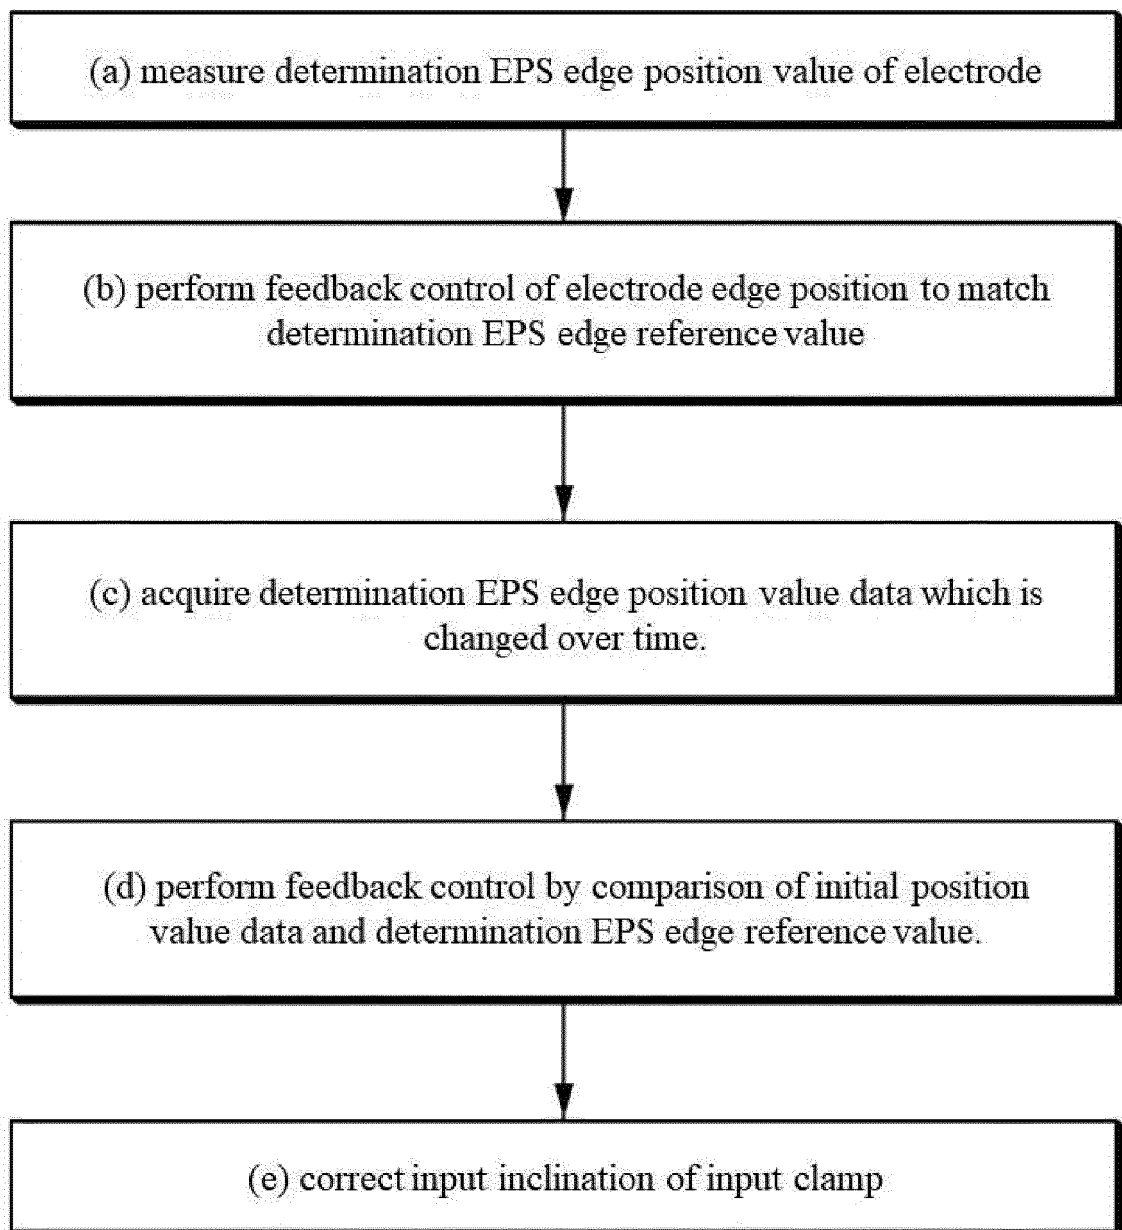 (a) measure determination EPS edge position value of electrode
(b) perform feedback control of electrode edge position to match
determination EPS edge reference value
(c) acquire determination EPS edge position value data which is
changed over time.
(d) perform feedback control by comparison of initial position
value data and determination EPS edge reference value.
(e) correct input inclination of input clamp